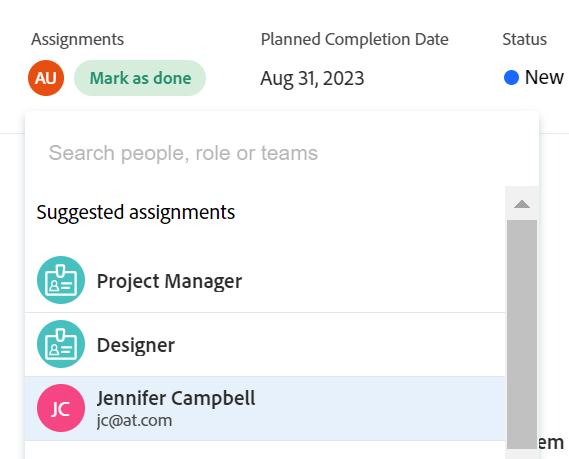 Assignments Planned Completion Date Status
AU Mark as done Aug 31, 2023 New
Search people, role or teams
Suggested assignments
Project Manager
Designer
JC Jennifer Campbell
jc@at.com
em